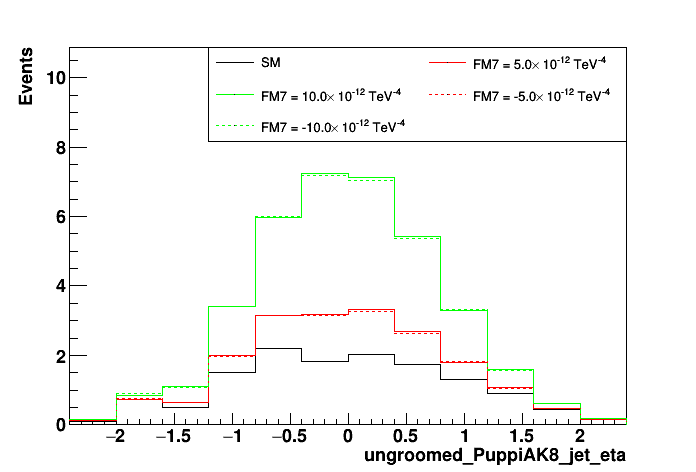 Events
10
8
6
4
2
0
SM
FM7 = 5.0× 10⁻¹² TeV⁻⁴
FM7 = 10.0× 10⁻¹² TeV⁻⁴
FM7 = -5.0× 10⁻¹² TeV⁻⁴
FM7 = -10.0× 10⁻¹² TeV⁻⁴
−2 −1.5 −1 −0.5 0 0.5 1 1.5 2
ungroomed_PuppiAK8_jet_eta